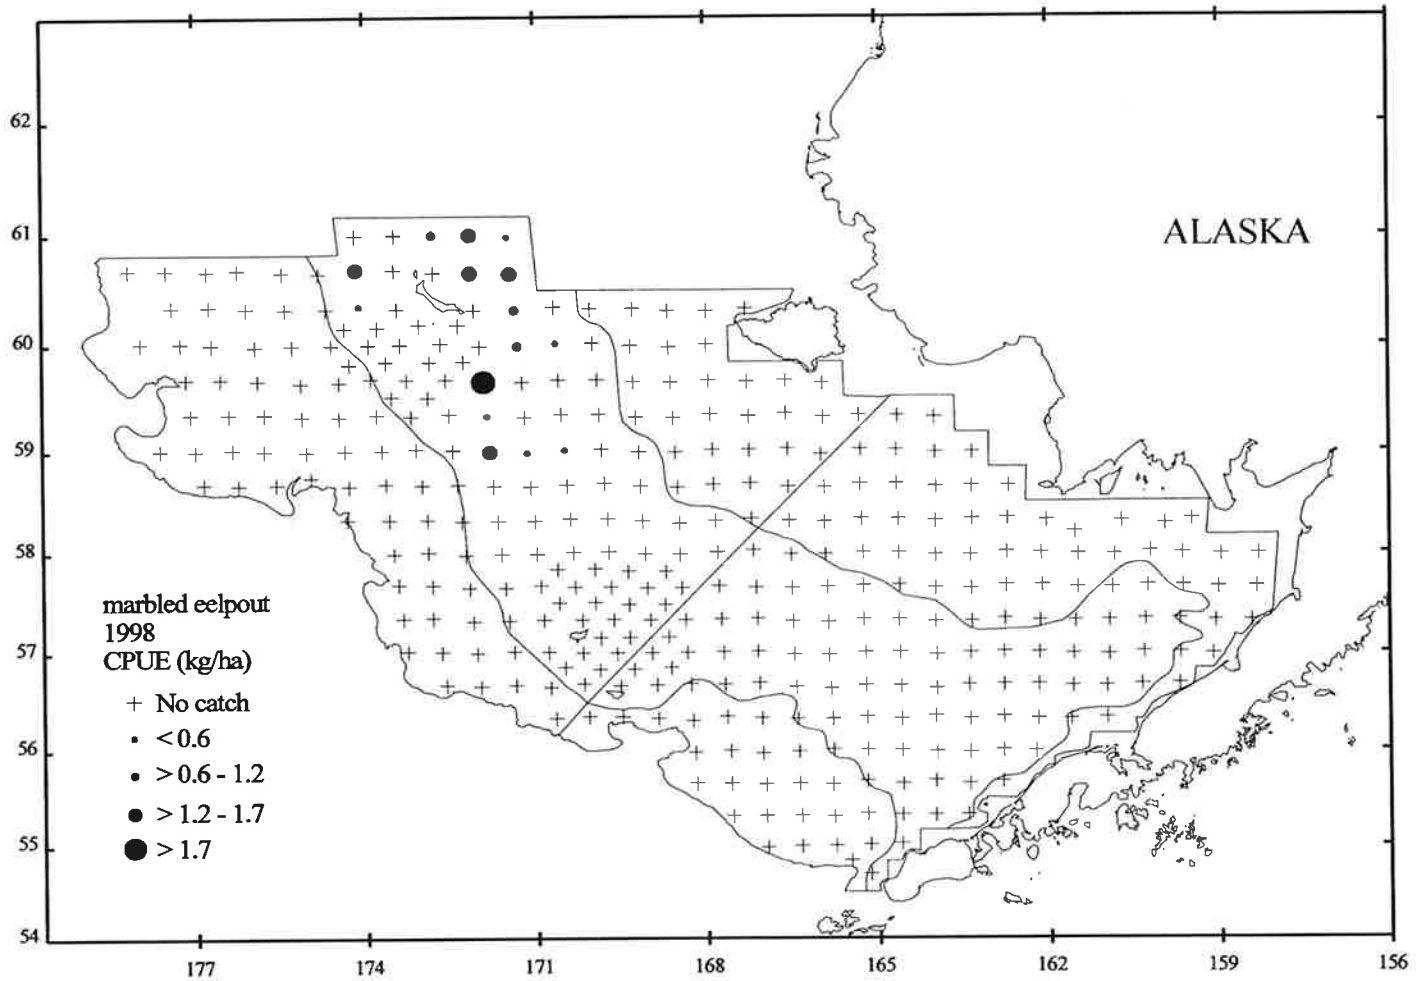 62
61
ALASKA
60
59
58
57
56
55
54
marbled eelpout
1998
CPUE (kg/ha)
+ No catch
< 0.6
> 0.6 - 1.2
> 1.2 - 1.7
> 1.7
177 174 171 168 165 162 159 156